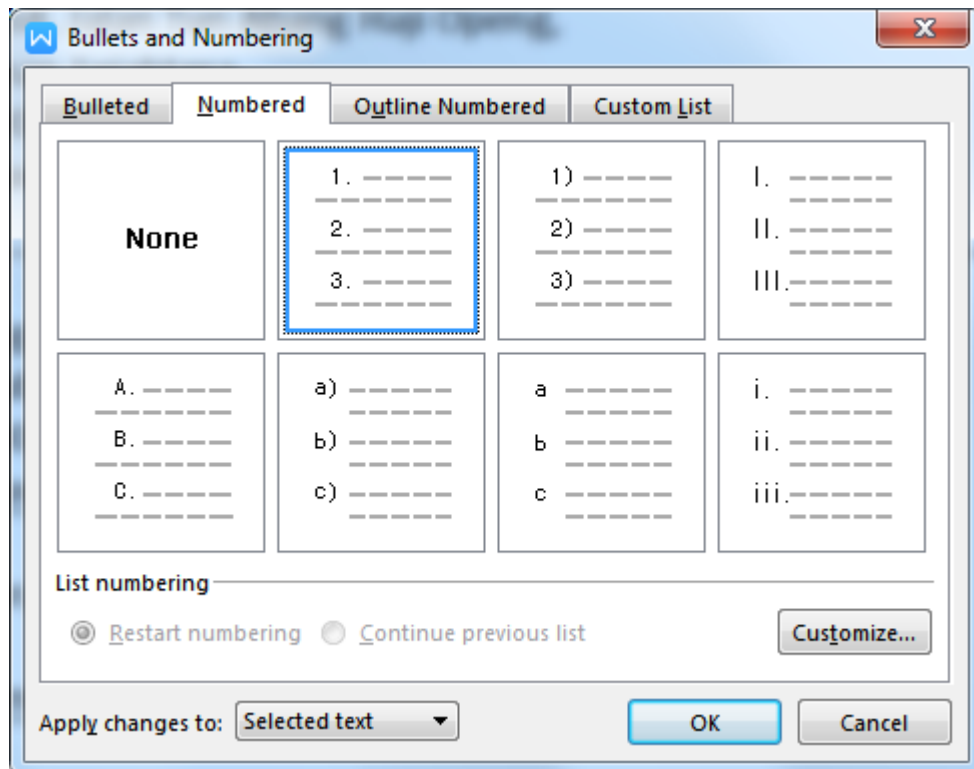 Bullets and Numbering
Bulleted Numbered Outline Numbered Custom List
None
1.
2.
3.
1)
2)
3)
I.
II.
III.
A.
B.
C.
a)
b)
c)
a
b
c
i.
ii.
iii.
List numbering
Restart numbering Continue previous list Customize...
Apply changes to: Selected text OK Cancel